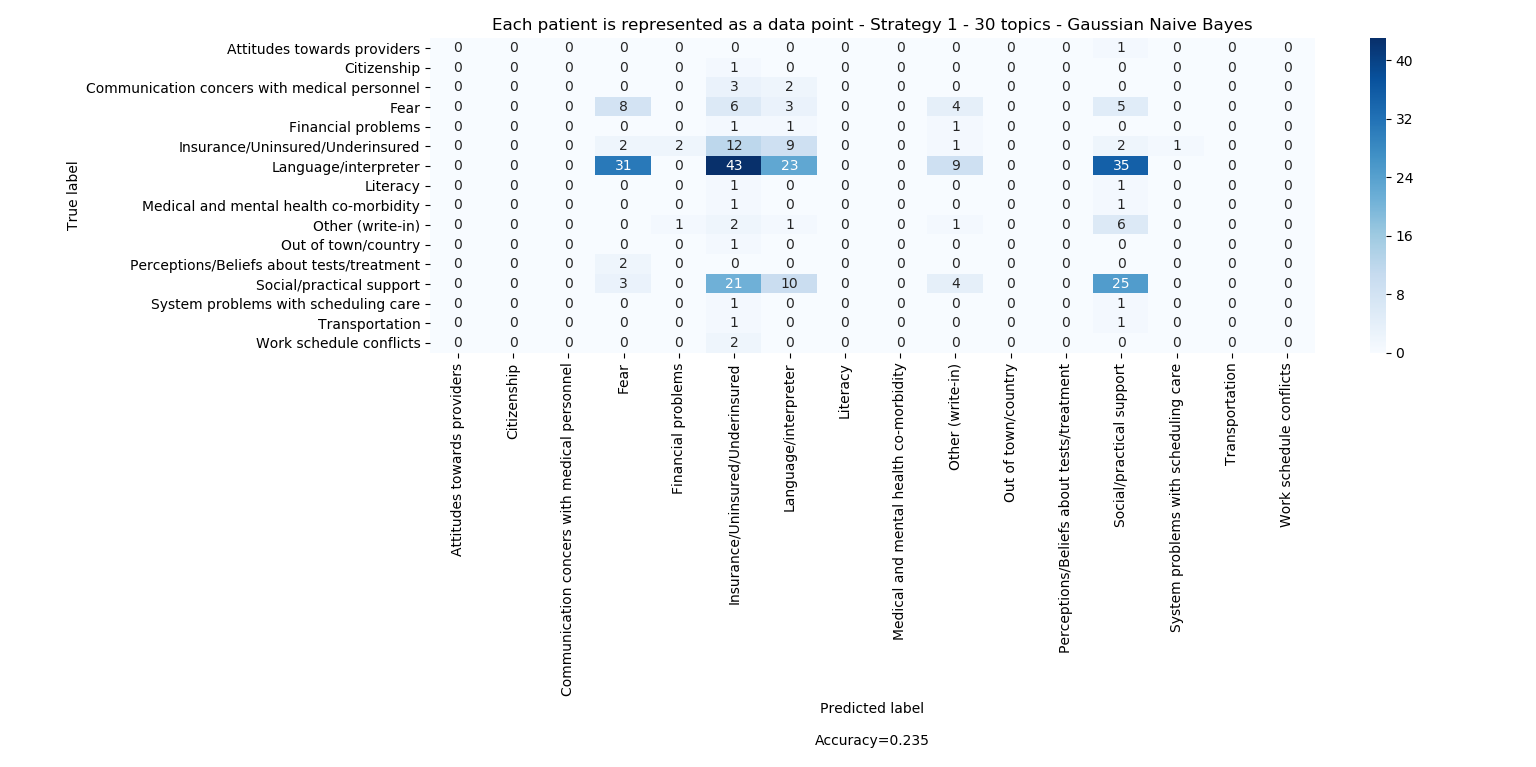 Each patient is represented as a data point - Strategy 1 - 30 topics - Gaussian Naive Bayes
Attitudes towards providers 0 0 0 0 0 0 0 0 0 0 0 0 1 0 0 0
Citizenship 0 0 0 0 0 1 0 0 0 0 0 0 0 0 0 0
Communication concers with medical personnel 0 0 0 0 0 3 2 0 0 0 0 0 0 0 0 0
Fear 0 0 0 8 0 6 3 0 0 4 0 0 5 0 0 0
Financial problems 0 0 0 0 0 1 1 0 0 1 0 0 0 0 0 0
Insurance/Uninsured/Underinsured 0 0 0 2 2 12 9 0 0 1 0 0 2 1 0 0
Language/interpreter 0 0 0 31 0 43 23 0 0 9 0 0 35 0 0 0
Literacy 0 0 0 0 0 1 0 0 0 0 0 0 1 0 0 0
Medical and mental health co-morbidity 0 0 0 0 0 1 0 0 0 0 0 0 1 0 0 0
Other (write-in) 0 0 0 0 1 2 1 0 0 1 0 0 6 0 0 0
Out of town/country 0 0 0 0 0 1 0 0 0 0 0 0 0 0 0 0
Perceptions/Beliefs about tests/treatment 0 0 0 2 0 0 0 0 0 0 0 0 0 0 0 0
Social/practical support 0 0 0 3 0 21 10 0 0 4 0 0 25 0 0 0
System problems with scheduling care 0 0 0 0 0 1 0 0 0 0 0 0 1 0 0 0
Transportation 0 0 0 0 0 1 0 0 0 0 0 0 1 0 0 0
Work schedule conflicts 0 0 0 0 0 2 0 0 0 0 0 0 0 0 0 0
True label
40
32
24
16
8
0
Attitudes towards providers
Citizenship
Communication concers with medical personnel
Fear
Financial problems
Insurance/Uninsured/Underinsured
Language/interpreter
Literacy
Medical and mental health co-morbidity
Other (write-in)
Out of town/country
Perceptions/Beliefs about tests/treatment
Social/practical support
System problems with scheduling care
Transportation
Work schedule conflicts
Predicted label
Accuracy=0.235